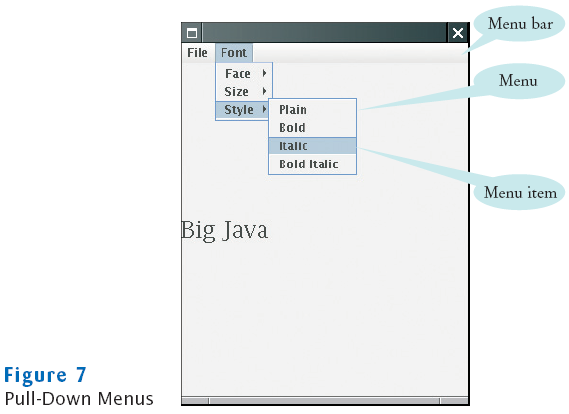 Menu bar
File Font
Face
Size
Style
Menu
Plain
Bold
Italic
Bold Italic
Menu item
Big Java
Figure 7
Pull-Down Menus